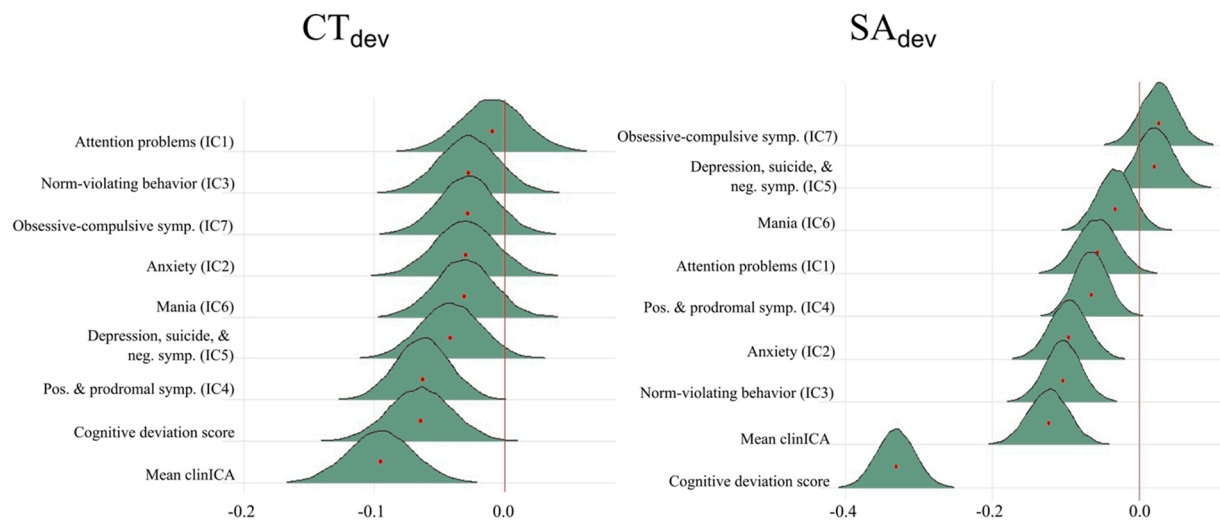 CTdev
Attention problems (IC1)
Norm-violating behavior (IC3)
Obsessive-compulsive symp. (IC7)
Anxiety (IC2)
Mania (IC6)
Depression, suicide, &
neg. symp. (IC5)
Pos. & prodromal symp. (IC4)
Cognitive deviation score
Mean clinICA
-0.2 -0.1 0.0
SAdev
Obsessive-compulsive symp. (IC7)
Depression, suicide, &
neg. symp. (IC5)
Mania (IC6)
Attention problems (IC1)
Pos. & prodromal symp. (IC4)
Anxiety (IC2)
Norm-violating behavior (IC3)
Mean clinICA
Cognitive deviation score
-0.4 -0.2 0.0